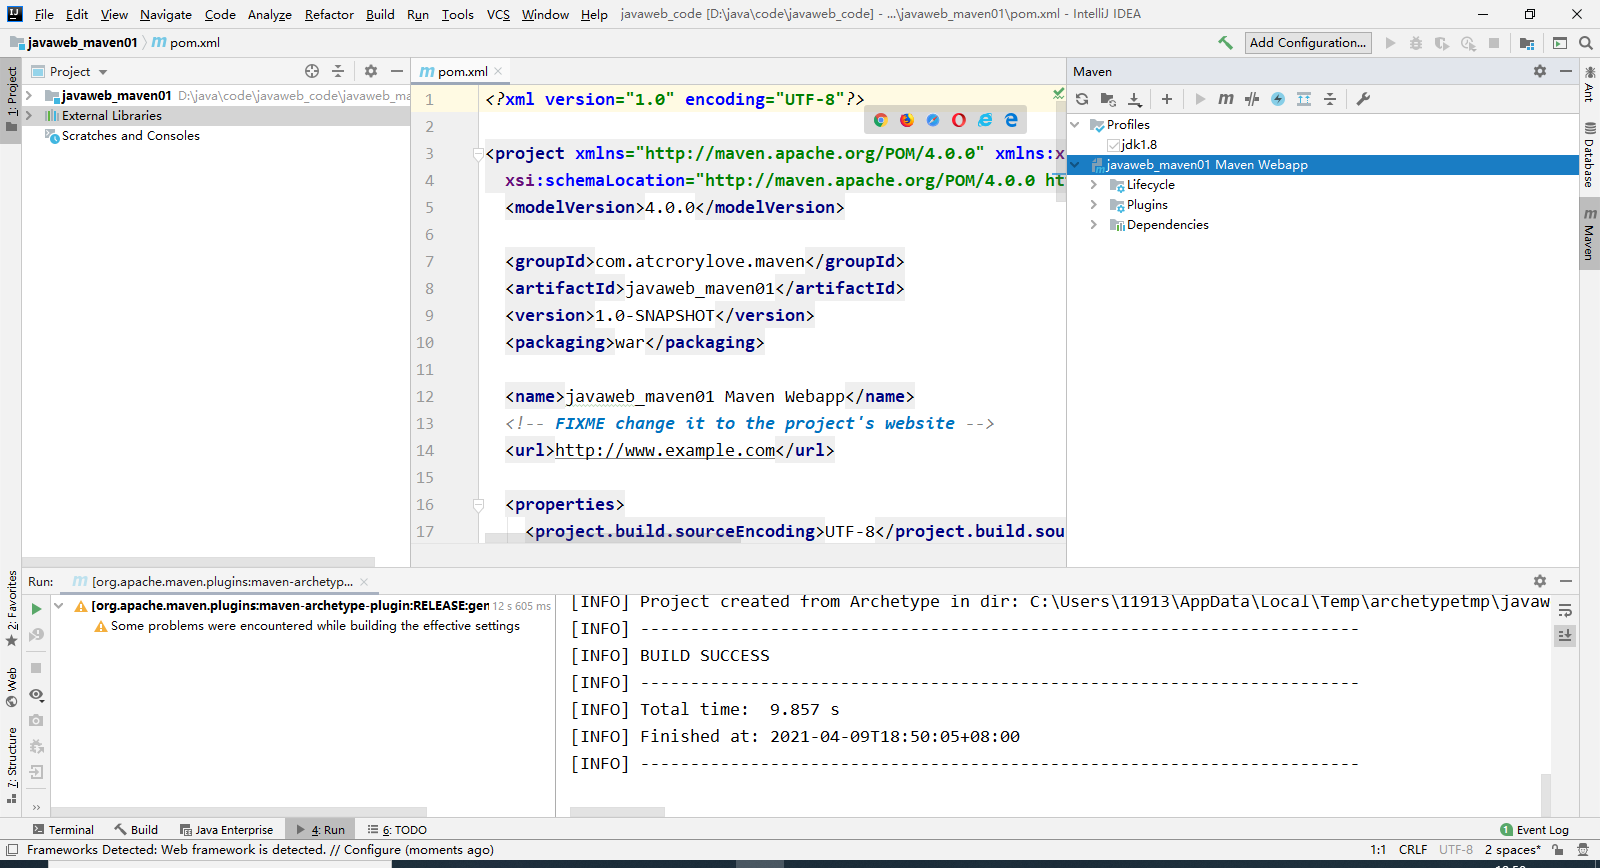 File Edit View Navigate Code Analyze Refactor Build Run Tools VCS Window Help javaweb_code [D:\java\code\javaweb_code] - ...\javaweb_maven01\pom.xml - IntelliJ IDEA
javaweb_maven01 m pom.xml
Add Configuration...
Project
m pom.xml
Maven
1: Project
javaweb_maven01 D:\java\code\javaweb_code\javaweb_ma
External Libraries
Scratches and Consoles
1 <?xml version="1.0" encoding="UTF-8"?>
2
3 <project xmlns="http://maven.apache.org/POM/4.0.0" xmlns:x
4 xsi:schemaLocation="http://maven.apache.org/POM/4.0.0 ht
5 <modelVersion>4.0.0</modelVersion>
6
7 <groupId>com.atcrorylove.maven</groupId>
8 <artifactId>javaweb_maven01</artifactId>
9 <version>1.0-SNAPSHOT</version>
10 <packaging>war</packaging>
11
12 <name>javaweb_maven01 Maven Webapp</name>
13 <!-- FIXME change it to the project's website -->
14 <url>http://www.example.com</url>
15
16 <properties>
17 <project.build.sourceEncoding>UTF-8</project.build.sou
Profiles
jdk1.8
javaweb_maven01 Maven Webapp
Lifecycle
Plugins
Dependencies
Ant
Database
m Maven
2: Favorites
Web
7: Structure
Run: m [org.apache.maven.plugins:maven-archetyp...
[org.apache.maven.plugins:maven-archetype-plugin:RELEASE:gen 12 s 605 ms
Some problems were encountered while building the effective settings
[INFO] Project created from Archetype in dir: C:\Users\11913\AppData\Local\Temp\archetypetmp\javaw
[INFO] ------------------------------------------------------------------------
[INFO] BUILD SUCCESS
[INFO] ------------------------------------------------------------------------
[INFO] Total time:  9.857 s
[INFO] Finished at: 2021-04-09T18:50:05+08:00
[INFO] ------------------------------------------------------------------------
Terminal Build Java Enterprise 4: Run 6: TODO
1 Event Log
Frameworks Detected: Web framework is detected. // Configure (moments ago)
1:1 CRLF UTF-8 2 spaces*